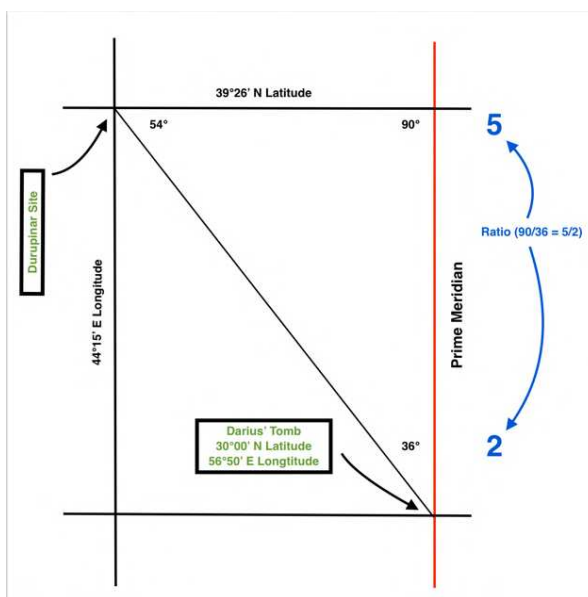 39°26' N Latitude
54°
90°
5
Durupinar Site
44°15' E Longitude
Ratio (90/36 = 5/2)
Prime Meridian
Darius' Tomb
30°00' N Latitude
56°50' E Longtitude
36°
2